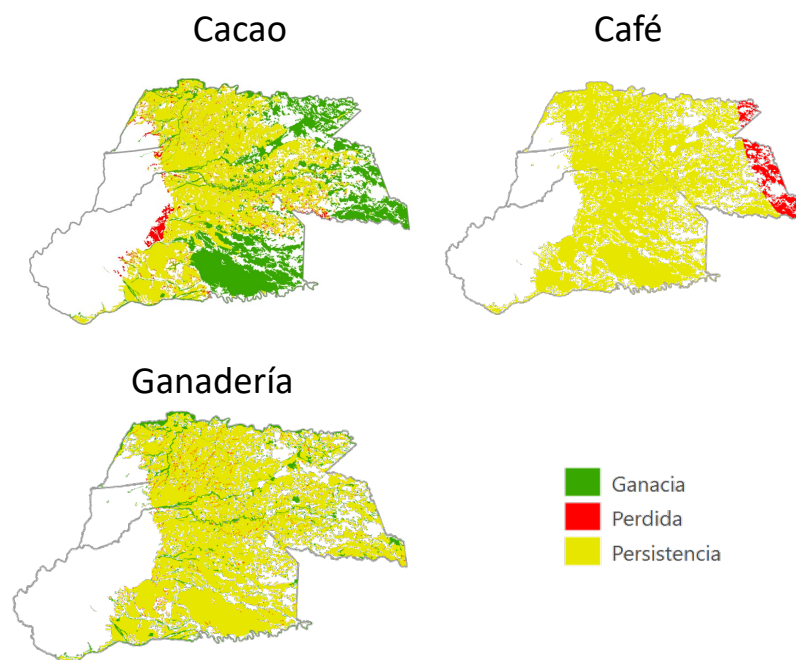 Cacao
Café
Ganadería
Ganacia
Perdida
Persistencia